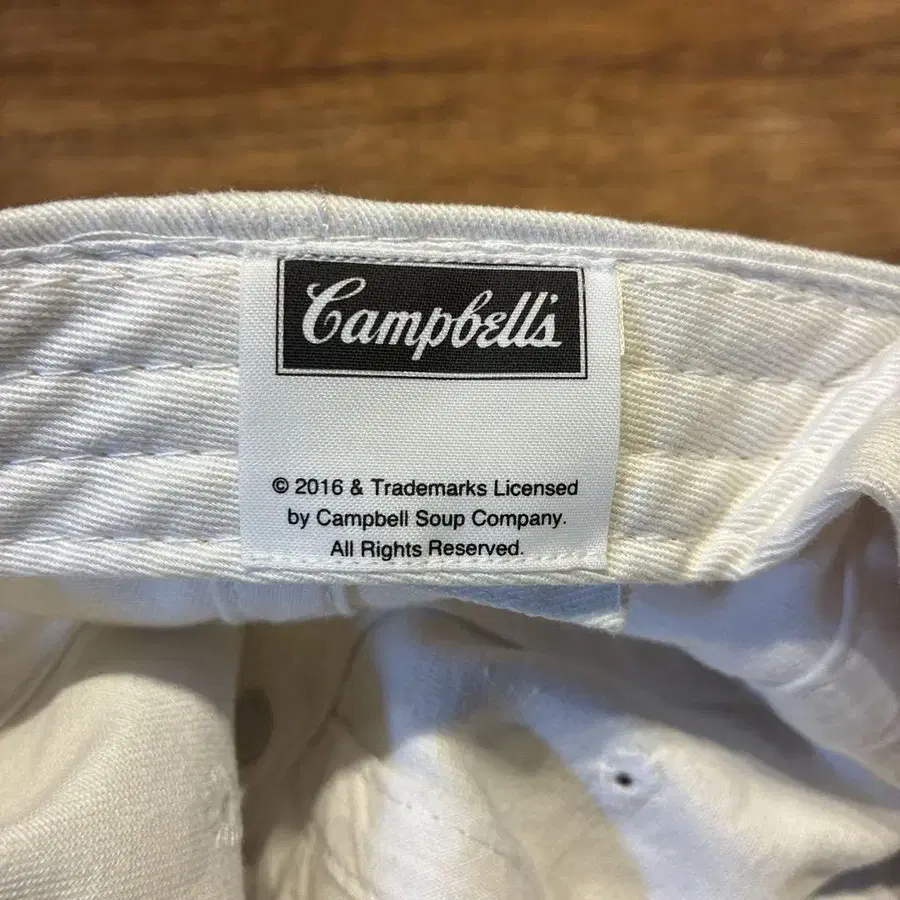 Campbell's
© 2016 & Trademarks Licensed
by Campbell Soup Company.
All Rights Reserved.